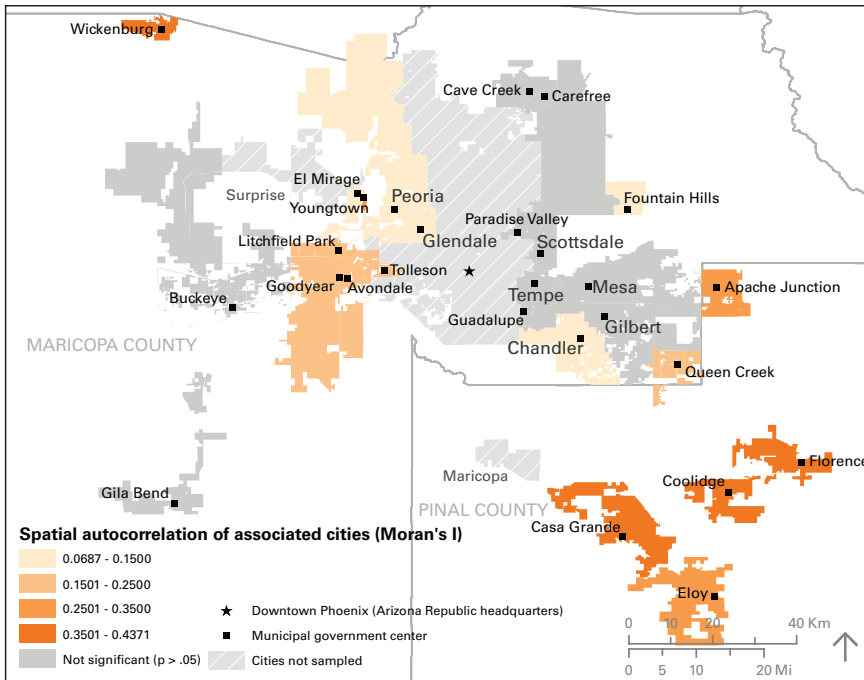 Wickenburg
Cave Creek
Carefree
El Mirage
Surprise
Youngtown
Peoria
Fountain Hills
Paradise Valley
Litchfield Park
Glendale
Scottsdale
Tolleson
Goodyear
Avondale
Buckeye
Tempe
Mesa
Apache Junction
Guadalupe
Gilbert
MARICOPA COUNTY
Chandler
Queen Creek
Florence
Maricopa
Coolidge
Gila Bend
PINAL COUNTY
Casa Grande
Eloy
Spatial autocorrelation of associated cities (Moran's I)
0.0687 - 0.1500
0.1501 - 0.2500
0.2501 - 0.3500
0.3501 - 0.4371
Not significant (p > .05)
Downtown Phoenix (Arizona Republic headquarters)
Municipal government center
Cities not sampled
0 10 20 40 Km
0 5 10 20 Mi